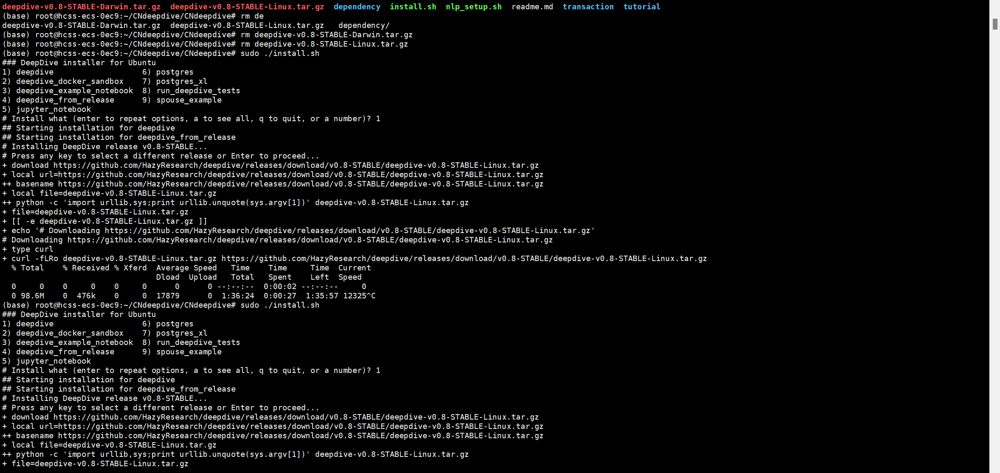 deepdive-v0.8-STABLE-Darwin.tar.gz  deepdive-v0.8-STABLE-Linux.tar.gz  dependency  install.sh  nlp_setup.sh  readme.md  transaction  tutorial
(base) root@hcss-ecs-0ec9:~/CNdeepdive/CNdeepdive# rm de
deepdive-v0.8-STABLE-Darwin.tar.gz  deepdive-v0.8-STABLE-Linux.tar.gz   dependency/
(base) root@hcss-ecs-0ec9:~/CNdeepdive/CNdeepdive# rm deepdive-v0.8-STABLE-Darwin.tar.gz
(base) root@hcss-ecs-0ec9:~/CNdeepdive/CNdeepdive# rm deepdive-v0.8-STABLE-Linux.tar.gz
(base) root@hcss-ecs-0ec9:~/CNdeepdive/CNdeepdive# sudo ./install.sh
### DeepDive installer for Ubuntu
1) deepdive                   6) postgres
2) deepdive_docker_sandbox    7) postgres_xl
3) deepdive_example_notebook  8) run_deepdive_tests
4) deepdive_from_release      9) spouse_example
5) jupyter_notebook
# Install what (enter to repeat options, a to see all, q to quit, or a number)? 1
## Starting installation for deepdive
## Starting installation for deepdive_from_release
# Installing DeepDive release v0.8-STABLE...
# Press any key to select a different release or Enter to proceed...
+ download https://github.com/HazyResearch/deepdive/releases/download/v0.8-STABLE/deepdive-v0.8-STABLE-Linux.tar.gz
+ local url=https://github.com/HazyResearch/deepdive/releases/download/v0.8-STABLE/deepdive-v0.8-STABLE-Linux.tar.gz
++ basename https://github.com/HazyResearch/deepdive/releases/download/v0.8-STABLE/deepdive-v0.8-STABLE-Linux.tar.gz
+ local file=deepdive-v0.8-STABLE-Linux.tar.gz
++ python -c 'import urllib,sys;print urllib.unquote(sys.argv[1])' deepdive-v0.8-STABLE-Linux.tar.gz
+ file=deepdive-v0.8-STABLE-Linux.tar.gz
+ [[ -e deepdive-v0.8-STABLE-Linux.tar.gz ]]
+ echo '# Downloading https://github.com/HazyResearch/deepdive/releases/download/v0.8-STABLE/deepdive-v0.8-STABLE-Linux.tar.gz'
# Downloading https://github.com/HazyResearch/deepdive/releases/download/v0.8-STABLE/deepdive-v0.8-STABLE-Linux.tar.gz
+ type curl
+ curl -fLRo deepdive-v0.8-STABLE-Linux.tar.gz https://github.com/HazyResearch/deepdive/releases/download/v0.8-STABLE/deepdive-v0.8-STABLE-Linux.tar.gz
  % Total    % Received % Xferd  Average Speed   Time    Time     Time  Current
                                 Dload  Upload   Total   Spent    Left  Speed
  0     0    0     0    0     0      0      0 --:--:--  0:00:02 --:--:--     0
  0 98.6M    0  476k    0     0  17879      0  1:36:24  0:00:27  1:35:57 12325^C
(base) root@hcss-ecs-0ec9:~/CNdeepdive/CNdeepdive# sudo ./install.sh
### DeepDive installer for Ubuntu
1) deepdive                   6) postgres
2) deepdive_docker_sandbox    7) postgres_xl
3) deepdive_example_notebook  8) run_deepdive_tests
4) deepdive_from_release      9) spouse_example
5) jupyter_notebook
# Install what (enter to repeat options, a to see all, q to quit, or a number)? 1
## Starting installation for deepdive
## Starting installation for deepdive_from_release
# Installing DeepDive release v0.8-STABLE...
# Press any key to select a different release or Enter to proceed...
+ download https://github.com/HazyResearch/deepdive/releases/download/v0.8-STABLE/deepdive-v0.8-STABLE-Linux.tar.gz
+ local url=https://github.com/HazyResearch/deepdive/releases/download/v0.8-STABLE/deepdive-v0.8-STABLE-Linux.tar.gz
++ basename https://github.com/HazyResearch/deepdive/releases/download/v0.8-STABLE/deepdive-v0.8-STABLE-Linux.tar.gz
+ local file=deepdive-v0.8-STABLE-Linux.tar.gz
++ python -c 'import urllib,sys;print urllib.unquote(sys.argv[1])' deepdive-v0.8-STABLE-Linux.tar.gz
+ file=deepdive-v0.8-STABLE-Linux.tar.gz